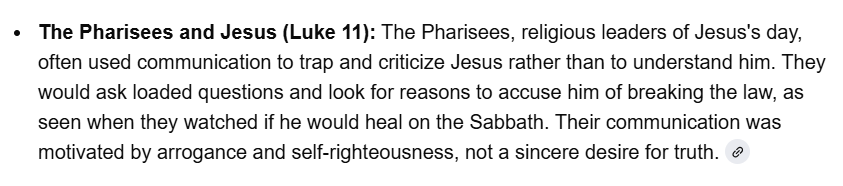 • The Pharisees and Jesus (Luke 11): The Pharisees, religious leaders of Jesus's day,
often used communication to trap and criticize Jesus rather than to understand him. They
would ask loaded questions and look for reasons to accuse him of breaking the law, as
seen when they watched if he would heal on the Sabbath. Their communication was
motivated by arrogance and self-righteousness, not a sincere desire for truth.